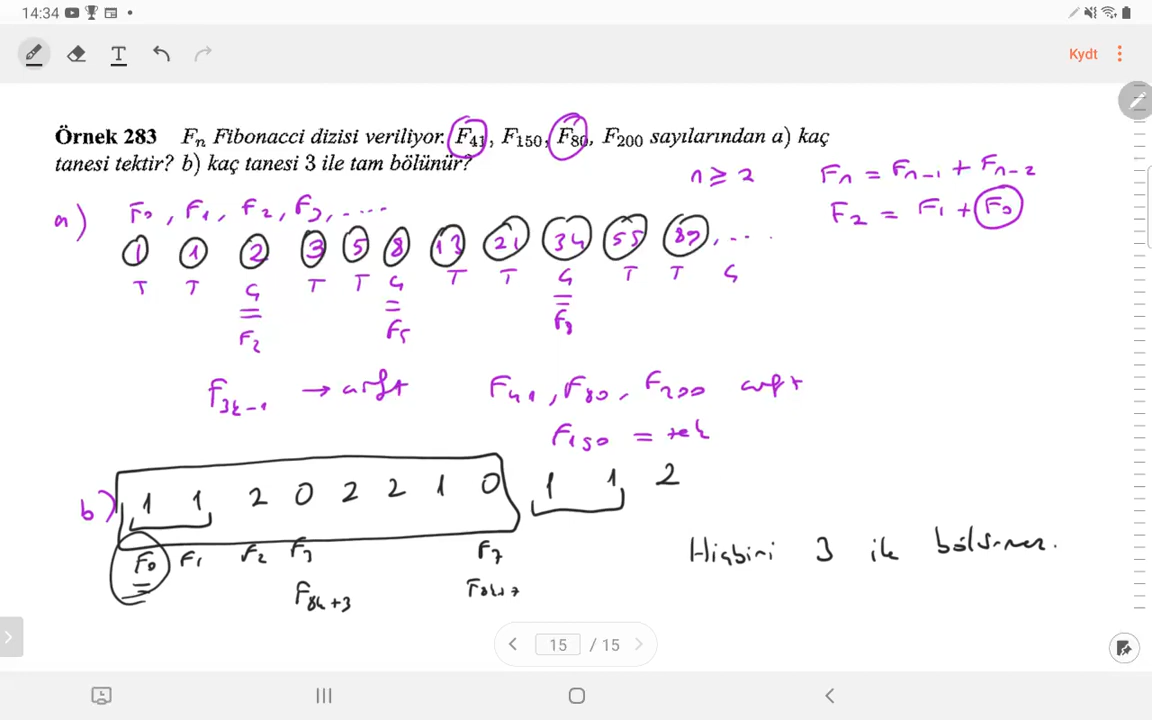 14:34
T
Kydt
Örnek 283 Fn Fibonacci dizisi veriliyor. F41, F150, F80, F200 sayılarından a) kaç
tanesi tektir? b) kaç tanesi 3 ile tam bölünür?
n ≥ 2 Fn = Fn-1 + Fn-2
a) F0, F1, F2, F3, .... F2 = F1 + F0
1 1 2 3 5 8 13 21 34 55 89, ....
T T Ç T T Ç T T Ç T T Ç
F2 F5 F8
F3k-1 → çift F41, F80, F200 çift
F150 = tek
b) 1 1 2 0 2 2 1 0 1 1 2
F0 F1 F2 F3 F7 Hiçbiri 3 ile bölünmez.
F8k+3 F8k+7
15 / 15